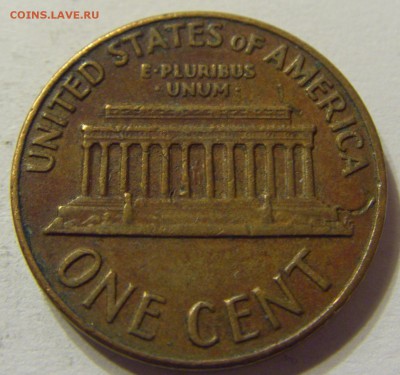 COINS.LAVE.RU
UNITED STATES OF AMERICA
E·PLURIBUS
·UNUM·
ONE CENT